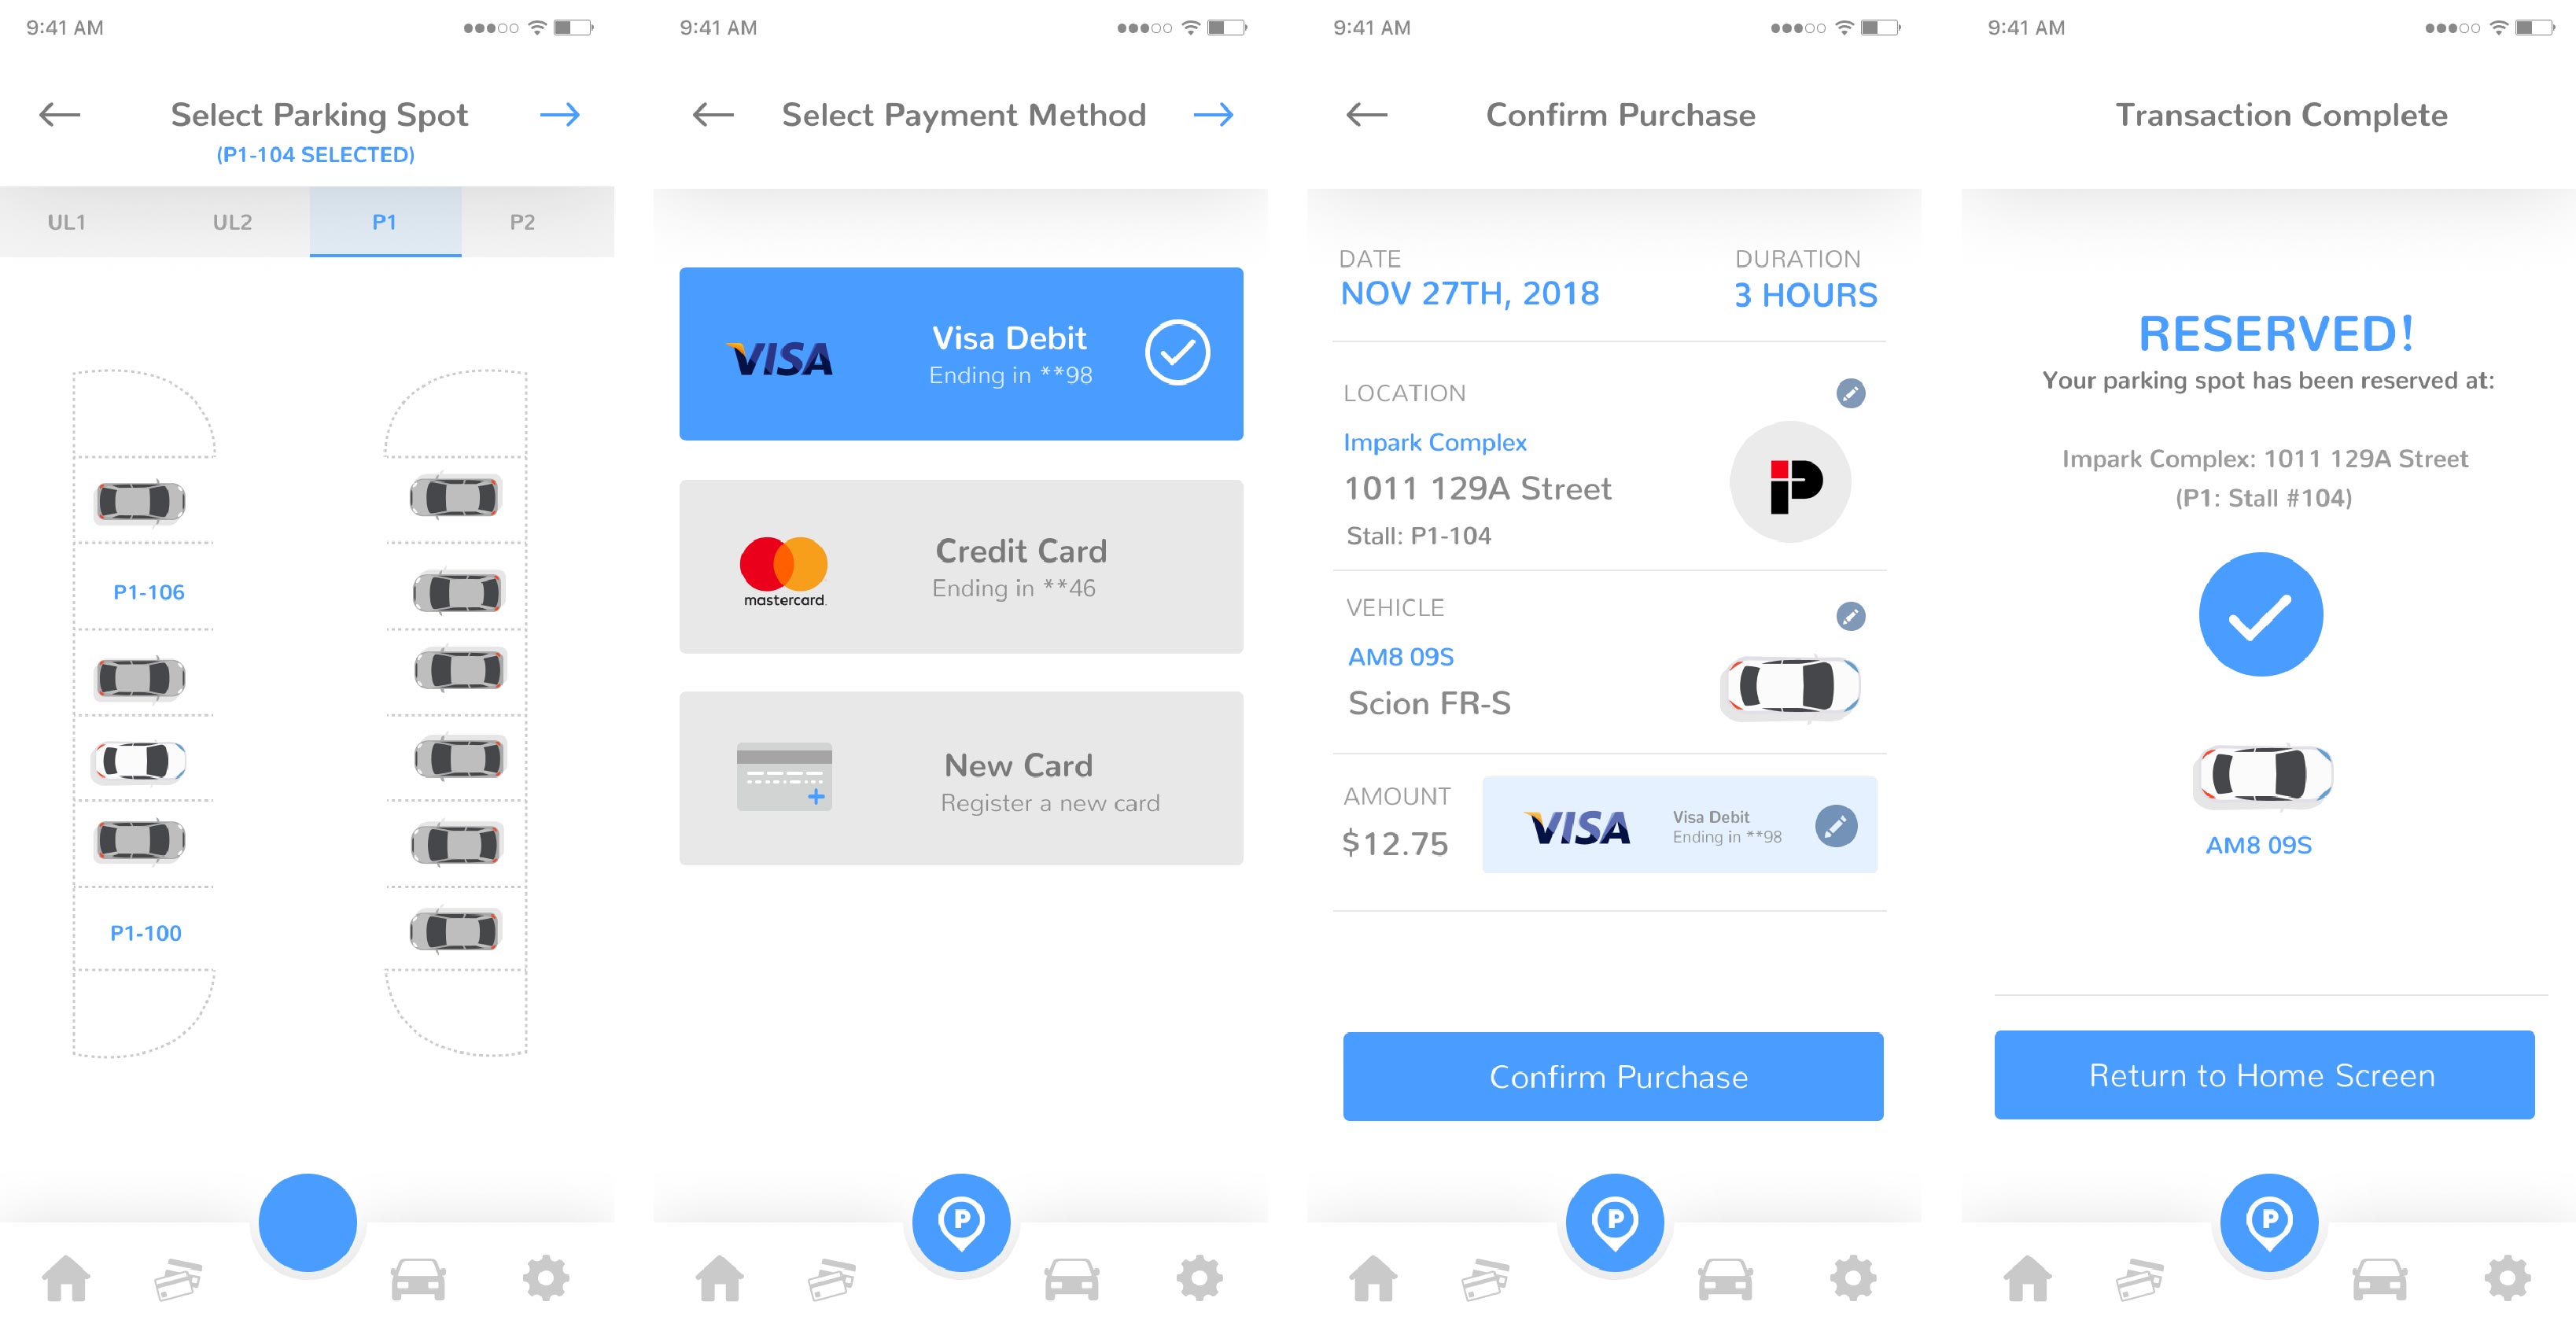 9:41 AM
Select Parking Spot
(P1-104 SELECTED)
UL1 UL2 P1 P2
P1-106
P1-100
9:41 AM
Select Payment Method
VISA
Visa Debit
Ending in **98
mastercard.
Credit Card
Ending in **46
New Card
Register a new card
P
9:41 AM
Confirm Purchase
DATE
NOV 27TH, 2018
DURATION
3 HOURS
LOCATION
Impark Complex
1011 129A Street
Stall: P1-104
iP
VEHICLE
AM8 09S
Scion FR-S
AMOUNT
$12.75
VISA
Visa Debit
Ending in **98
Confirm Purchase
P
9:41 AM
Transaction Complete
RESERVED!
Your parking spot has been reserved at:
Impark Complex: 1011 129A Street
(P1: Stall #104)
AM8 09S
Return to Home Screen
P